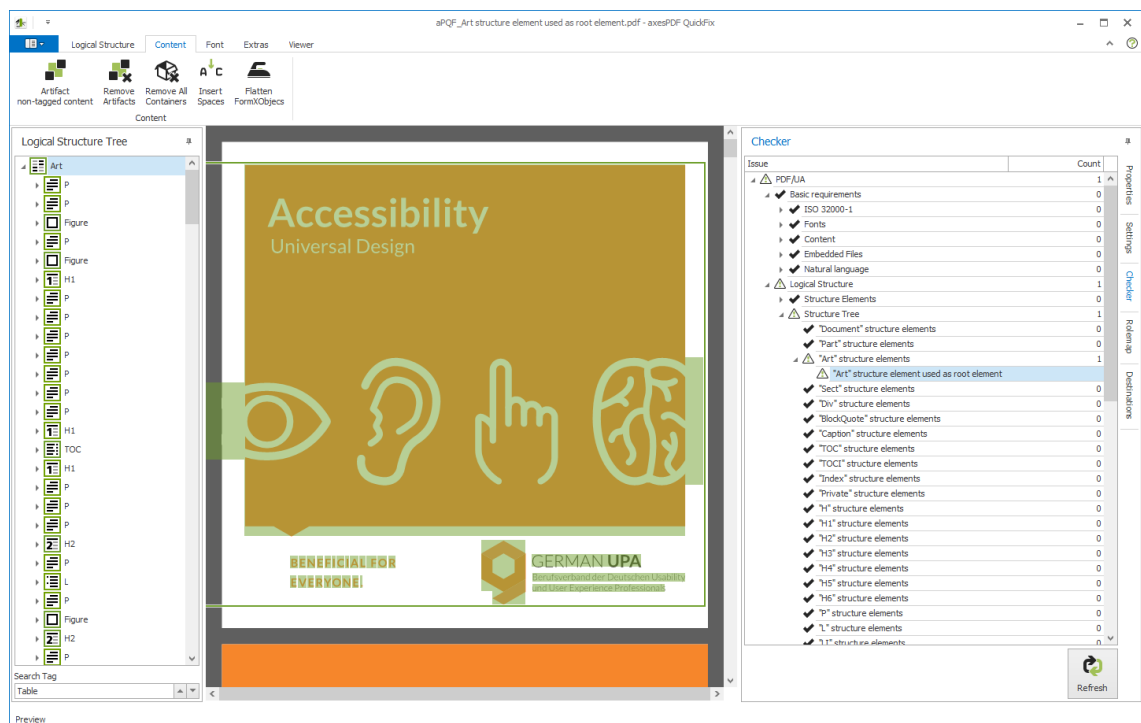 aPQF_Art structure element used as root element.pdf - axesPDF QuickFix
Logical Structure Content Font Extras Viewer
Artifact non-tagged content
Remove Artifacts
Remove All Containers
Insert Spaces
Flatten FormXObjecs
Content
Logical Structure Tree
Art
P
P
Figure
P
Figure
H1
P
P
P
P
P
P
P
H1
TOC
H1
P
P
P
H2
P
L
P
Figure
H2
P
Search Tag
Table
Preview
Accessibility
Universal Design
BENEFICIAL FOR
EVERYONE!
GERMAN UPA
Berufsverband der Deutschen Usability
und User Experience Professionals
Checker
Issue Count
PDF/UA 1
Basic requirements 0
ISO 32000-1 0
Fonts 0
Content 0
Embedded Files 0
Natural language 0
Logical Structure 1
Structure Elements 0
Structure Tree 1
"Document" structure elements 0
"Part" structure elements 0
"Art" structure elements 1
"Art" structure element used as root element
"Sect" structure elements 0
"Div" structure elements 0
"BlockQuote" structure elements 0
"Caption" structure elements 0
"TOC" structure elements 0
"TOCI" structure elements 0
"Index" structure elements 0
"Private" structure elements 0
"H" structure elements 0
"H1" structure elements 0
"H2" structure elements 0
"H3" structure elements 0
"H4" structure elements 0
"H5" structure elements 0
"H6" structure elements 0
"P" structure elements 0
"L" structure elements 0
"LI" structure elements 0
Refresh
Properties
Settings
Checker
Rolemap
Destinations